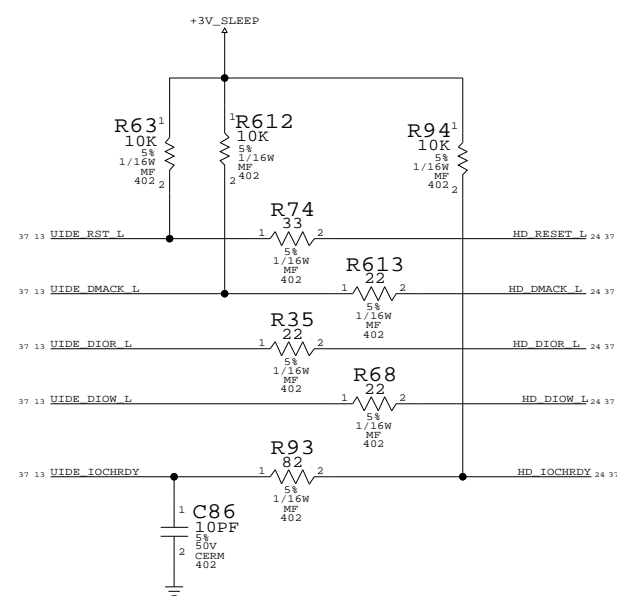 +3V_SLEEP
R63
1
10K
5%
1/16W
MF
402
2
1
R612
10K
5%
1/16W
MF
402
2
R94
1
10K
5%
1/16W
MF
402
2
37 13 UIDE_RST_L
R74
1 33 2
5%
1/16W
MF
402
HD_RESET_L 24 37
37 13 UIDE_DMACK_L
R613
1 22 2
5%
1/16W
MF
402
HD_DMACK_L 24 37
37 13 UIDE_DIOR_L
R35
1 22 2
5%
1/16W
MF
402
HD_DIOR_L 24 37
37 13 UIDE_DIOW_L
R68
1 22 2
5%
1/16W
MF
402
HD_DIOW_L 24 37
37 13 UIDE_IOCHRDY
R93
1 82 2
5%
1/16W
MF
402
HD_IOCHRDY 24 37
1
C86
10PF
5%
50V
2
CERM
402